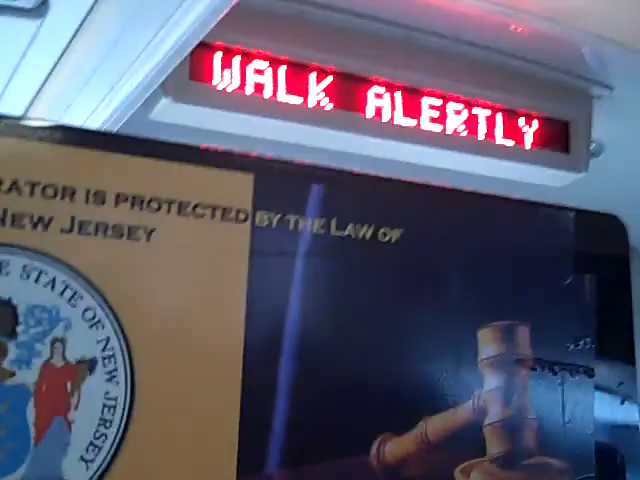 WALK ALERTLY
RATOR IS PROTECTED BY THE LAW OF
NEW JERSEY
E STATE OF NEW JERSEY